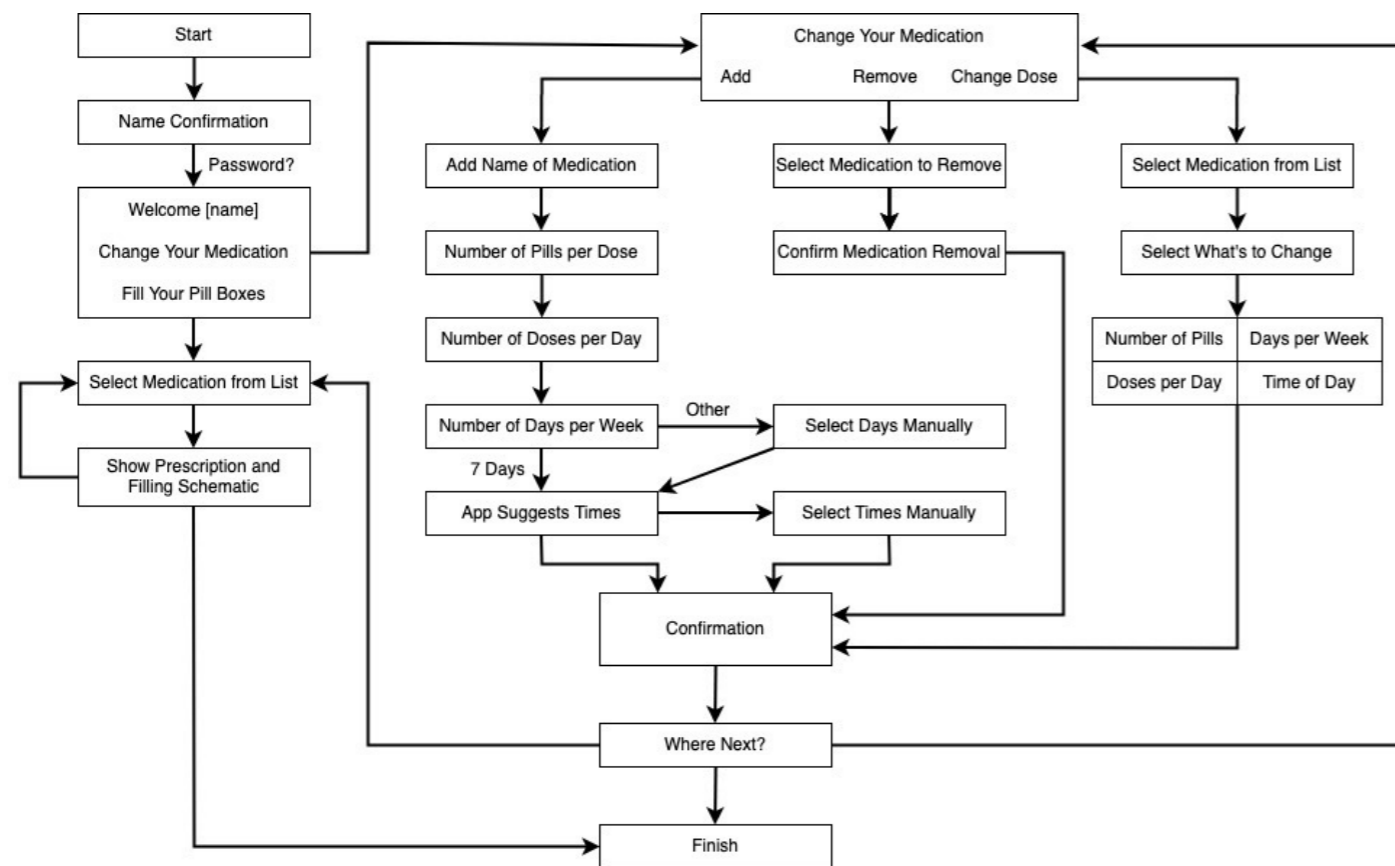 Start
Name Confirmation
Password?
Welcome [name]
Change Your Medication
Fill Your Pill Boxes
Select Medication from List
Show Prescription and
Filling Schematic
Change Your Medication
Add Remove Change Dose
Add Name of Medication
Number of Pills per Dose
Number of Doses per Day
Number of Days per Week
Other
Select Days Manually
7 Days
App Suggests Times
Select Times Manually
Select Medication to Remove
Confirm Medication Removal
Select Medication from List
Select What's to Change
Number of Pills
Days per Week
Doses per Day
Time of Day
Confirmation
Where Next?
Finish